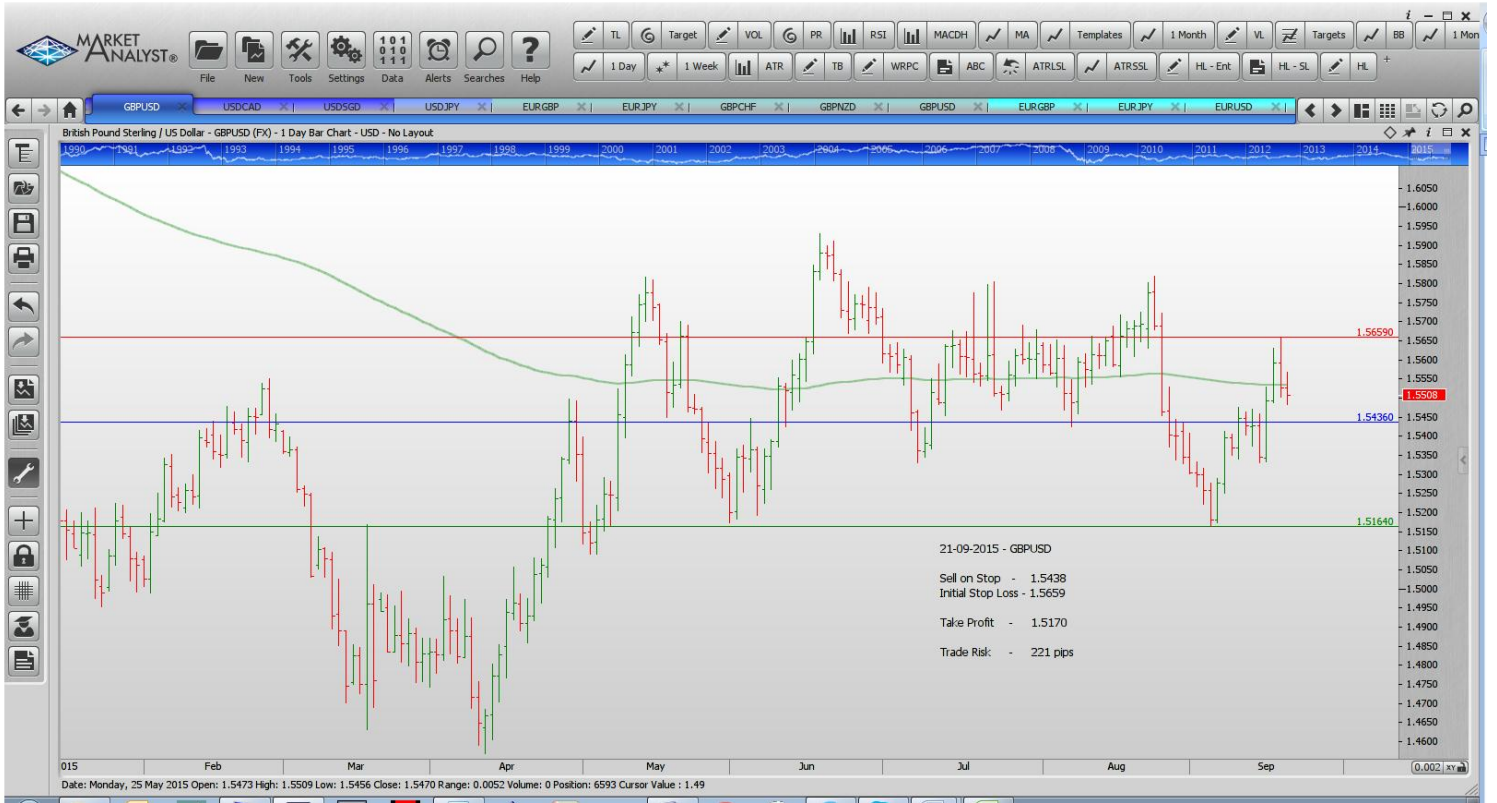 MARKET
ANALYST®
File New Tools Settings Data Alerts Searches Help
101
010
111
TL Target VOL PR RSI MACDH MA Templates 1 Month VL Targets BB 1 Mon
1 Day 1 Week ATR TB WRPC ABC ATRLSL ATRSSL HL - Ent HL - SL HL
GBPUSD USDCAD USDSGD USDJPY EURGBP EURJPY GBPCHF GBPNZD GBPUSD EURGBP EURJPY EURUSD
British Pound Sterling / US Dollar - GBPUSD (FX) - 1 Day Bar Chart - USD - No Layout
1990 1991 1992 1993 1994 1995 1996 1997 1998 1999 2000 2001 2002 2003 2004 2005 2006 2007 2008 2009 2010 2011 2012 2013 2014 2015
1.6050
1.6000
1.5950
1.5900
1.5850
1.5800
1.5750
1.5700
1.56590
1.5650
1.5600
1.5550
1.5508
1.5450
1.54360
1.5400
1.5350
1.5300
1.5250
1.5200
1.51640
1.5150
1.5100
1.5050
1.5000
1.4950
1.4900
1.4850
1.4800
1.4750
1.4700
1.4650
1.4600
21-09-2015 - GBPUSD
Sell on Stop - 1.5438
Initial Stop Loss - 1.5659
Take Profit - 1.5170
Trade Risk - 221 pips
015 Feb Mar Apr May Jun Jul Aug Sep
0.002 XY
Date: Monday, 25 May 2015 Open: 1.5473 High: 1.5509 Low: 1.5456 Close: 1.5470 Range: 0.0052 Volume: 0 Position: 6593 Cursor Value : 1.49